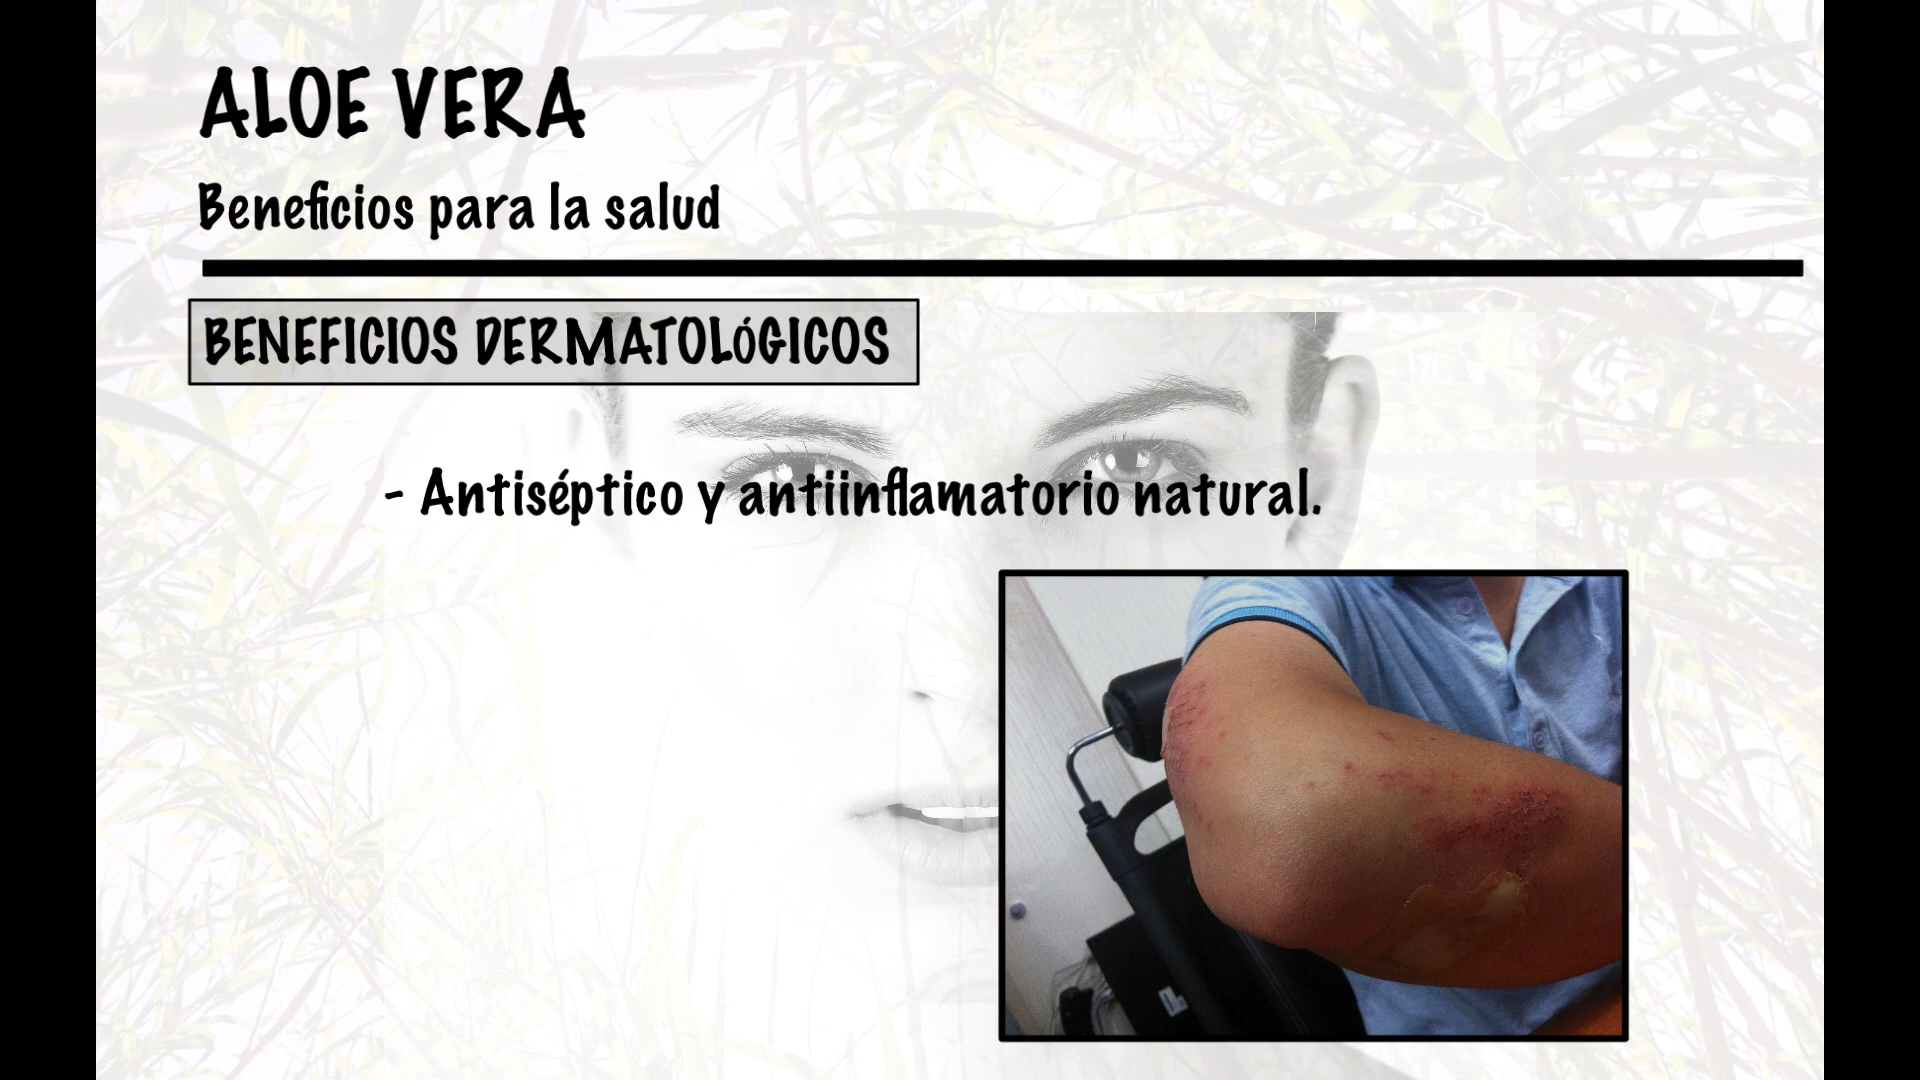 ALOE VERA
Beneficios para la salud
BENEFICIOS DERMATOLÓGICOS
- Antiséptico y antiinflamatorio natural.